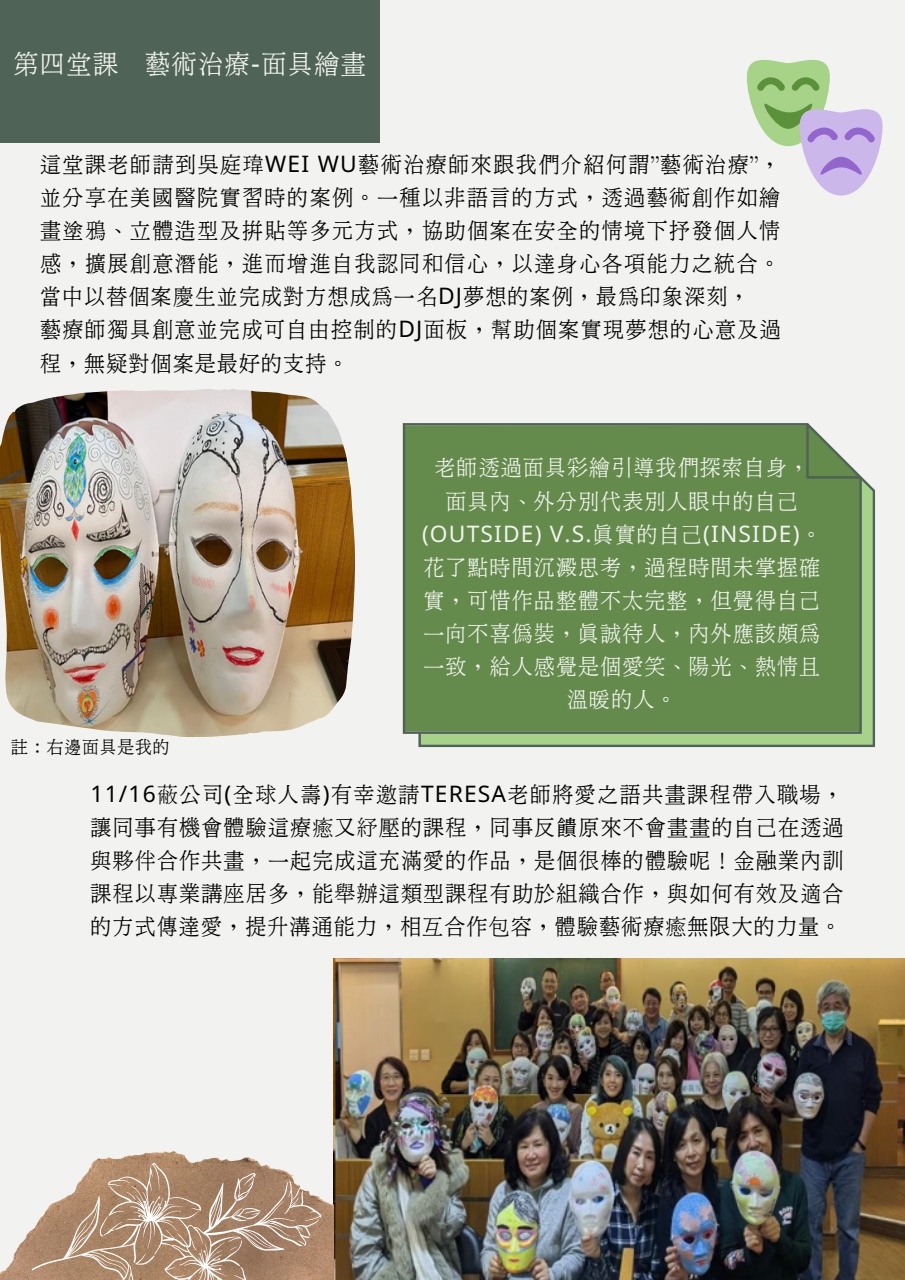 第四堂課　藝術治療-面具繪畫
這堂課老師請到吳庭瑋WEI WU藝術治療師來跟我們介紹何謂”藝術治療”，
並分享在美國醫院實習時的案例。一種以非語言的方式，透過藝術創作如繪
畫塗鴉、立體造型及拼貼等多元方式，協助個案在安全的情境下抒發個人情
感，擴展創意潛能，進而增進自我認同和信心，以達身心各項能力之統合。
當中以替個案慶生並完成對方想成為一名DJ夢想的案例，最為印象深刻，
藝療師獨具創意並完成可自由控制的DJ面板，幫助個案實現夢想的心意及過
程，無疑對個案是最好的支持。
老師透過面具彩繪引導我們探索自身，
面具內、外分別代表別人眼中的自己
(OUTSIDE) V.S.真實的自己(INSIDE)。
花了點時間沉澱思考，過程時間未掌握確
實，可惜作品整體不太完整，但覺得自己
一向不喜偽裝，真誠待人，內外應該頗為
一致，給人感覺是個愛笑、陽光、熱情且
溫暖的人。
註：右邊面具是我的
11/16蔽公司(全球人壽)有幸邀請TERESA老師將愛之語共畫課程帶入職場，
讓同事有機會體驗這療癒又紓壓的課程，同事反饋原來不會畫畫的自己在透過
與夥伴合作共畫，一起完成這充滿愛的作品，是個很棒的體驗呢！金融業內訓
課程以專業講座居多，能舉辦這類型課程有助於組織合作，與如何有效及適合
的方式傳達愛，提升溝通能力，相互合作包容，體驗藝術療癒無限大的力量。